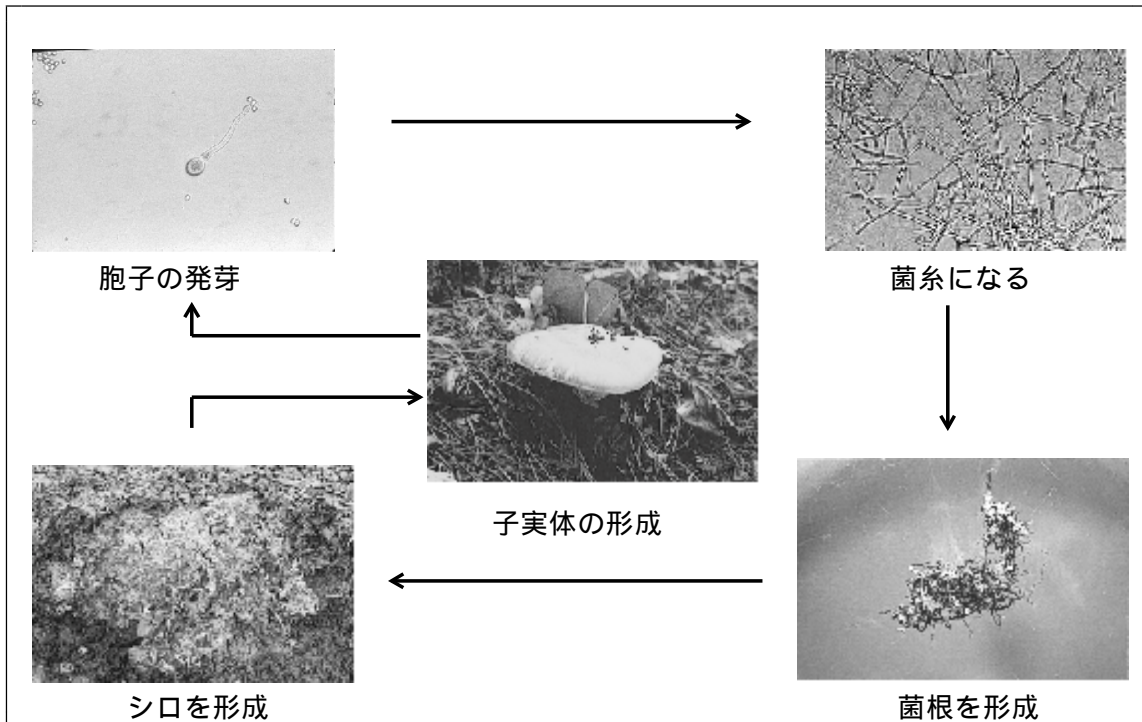 胞子の発芽
菌糸になる
子実体の形成
シロを形成
菌根を形成